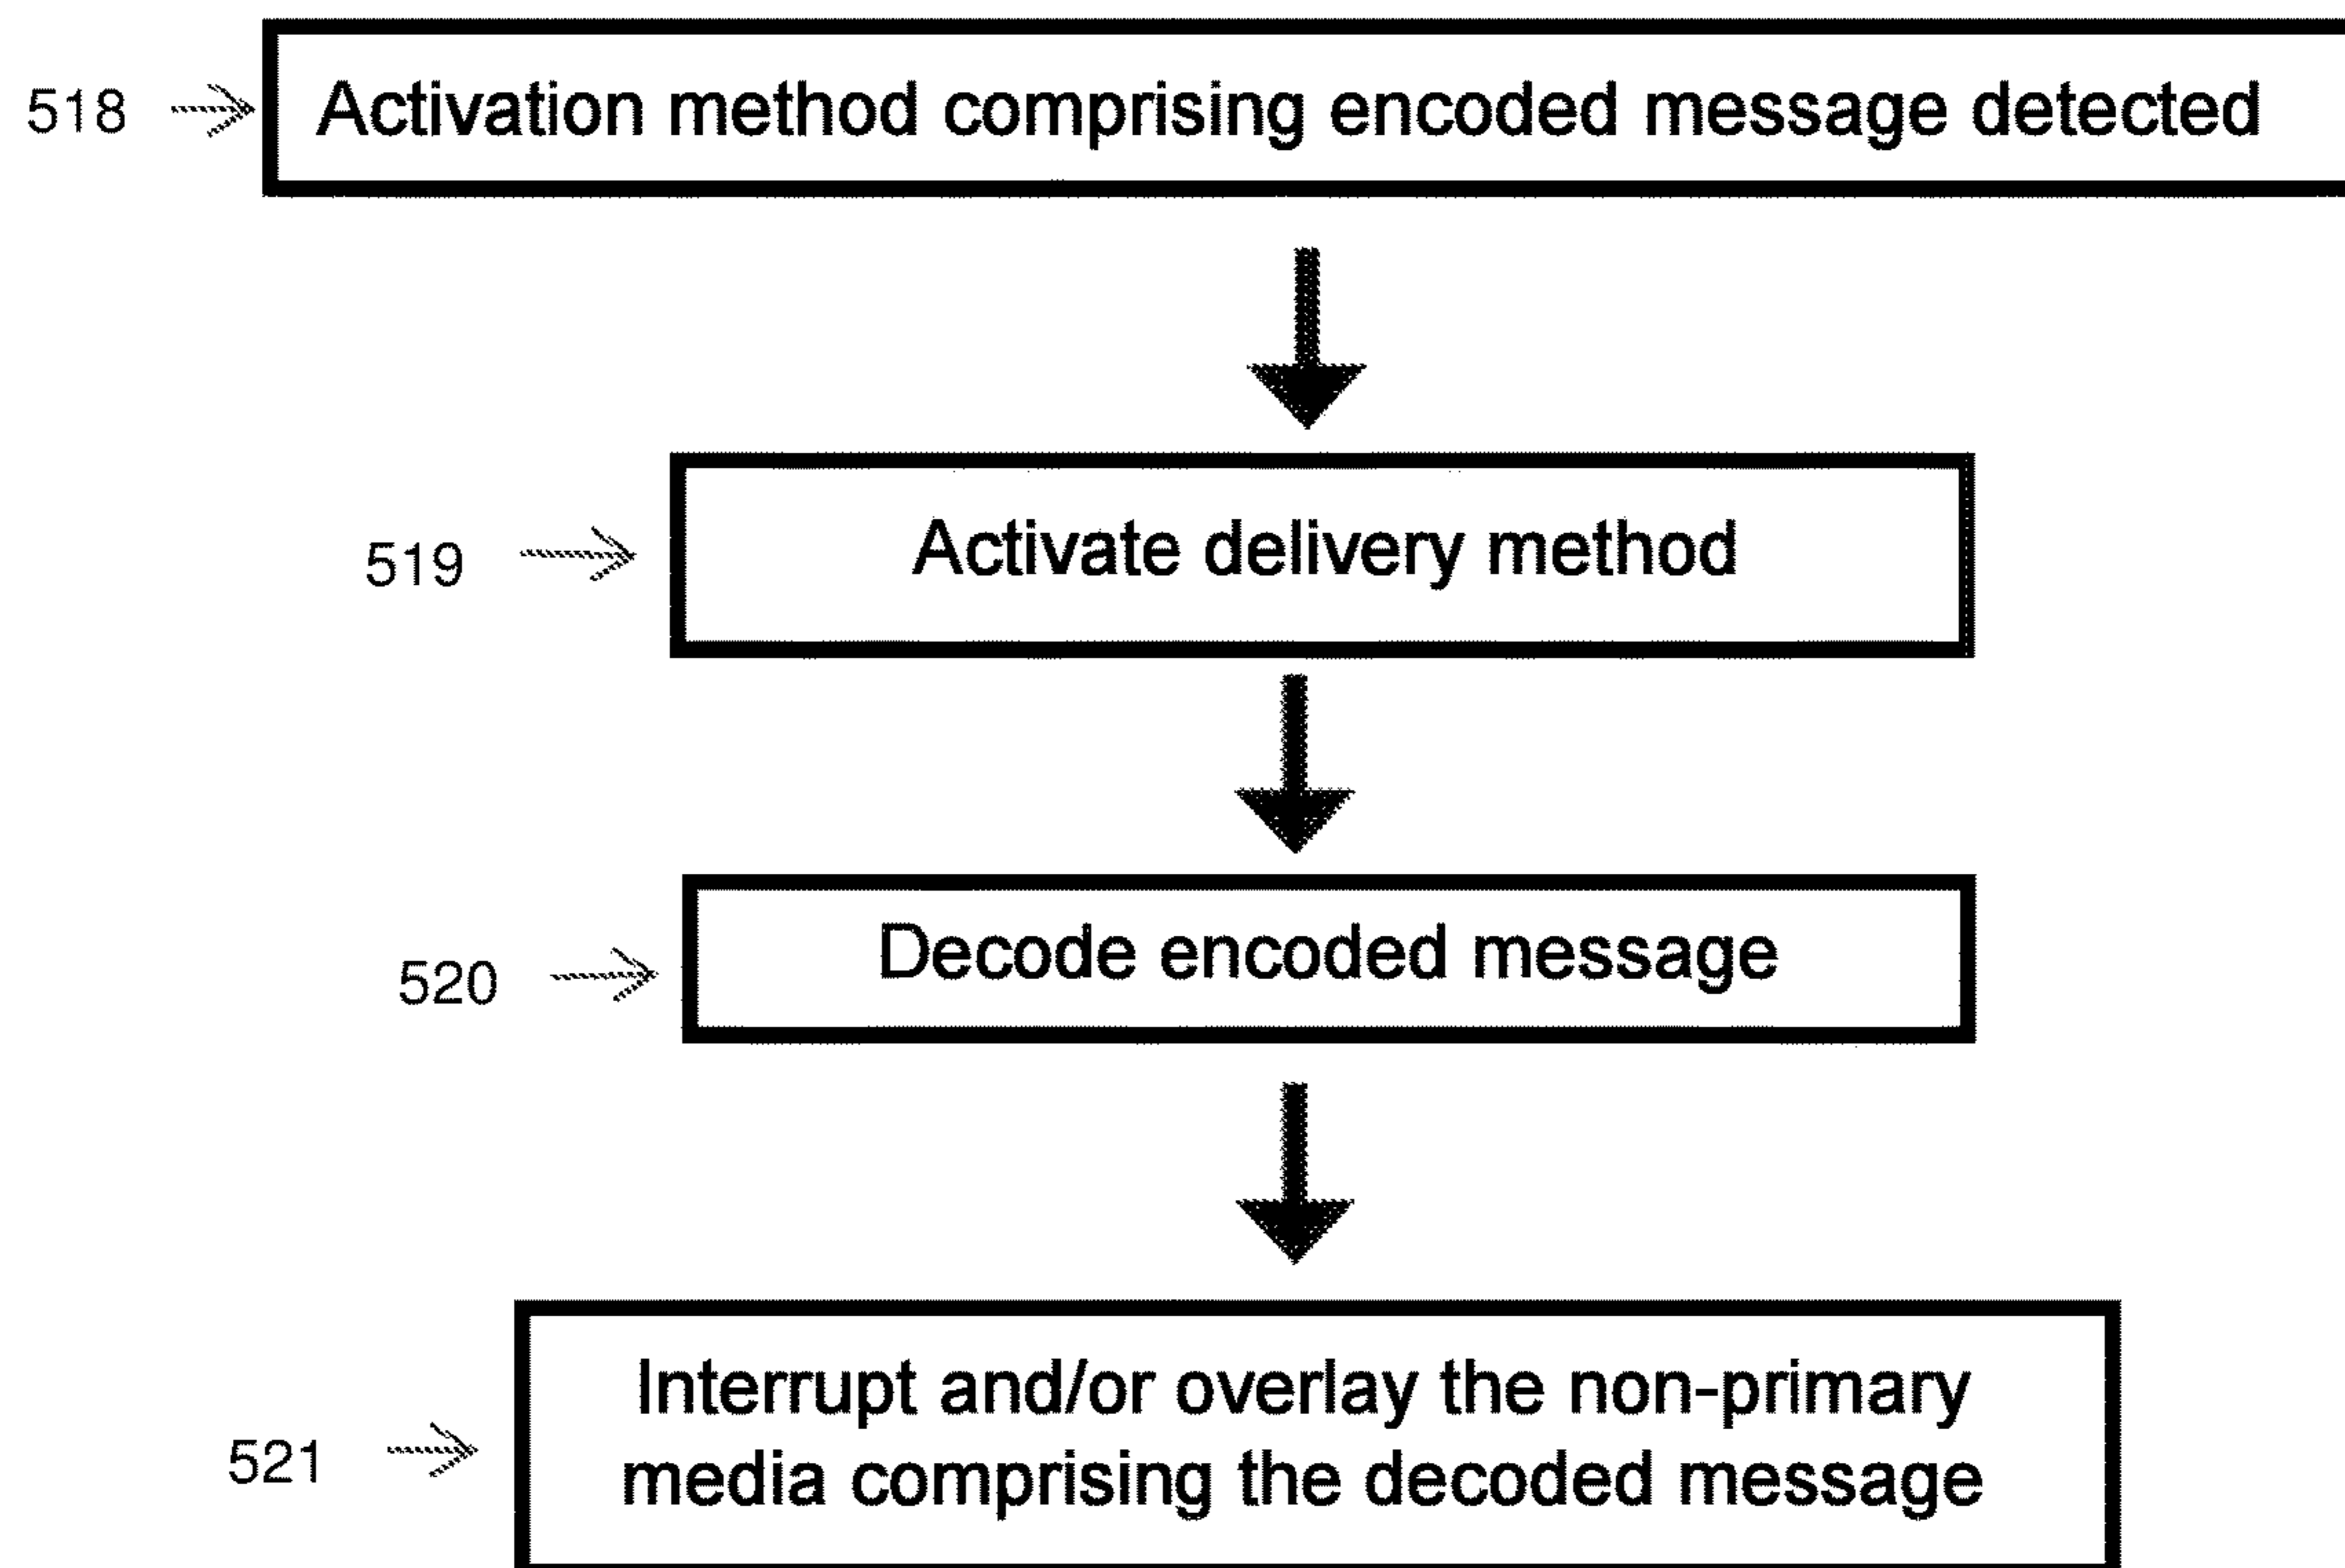 518 Activation method comprising encoded message detected
519 Activate delivery method
520 Decode encoded message
Interrupt and/or overlay the non-primary
521 media comprising the decoded message